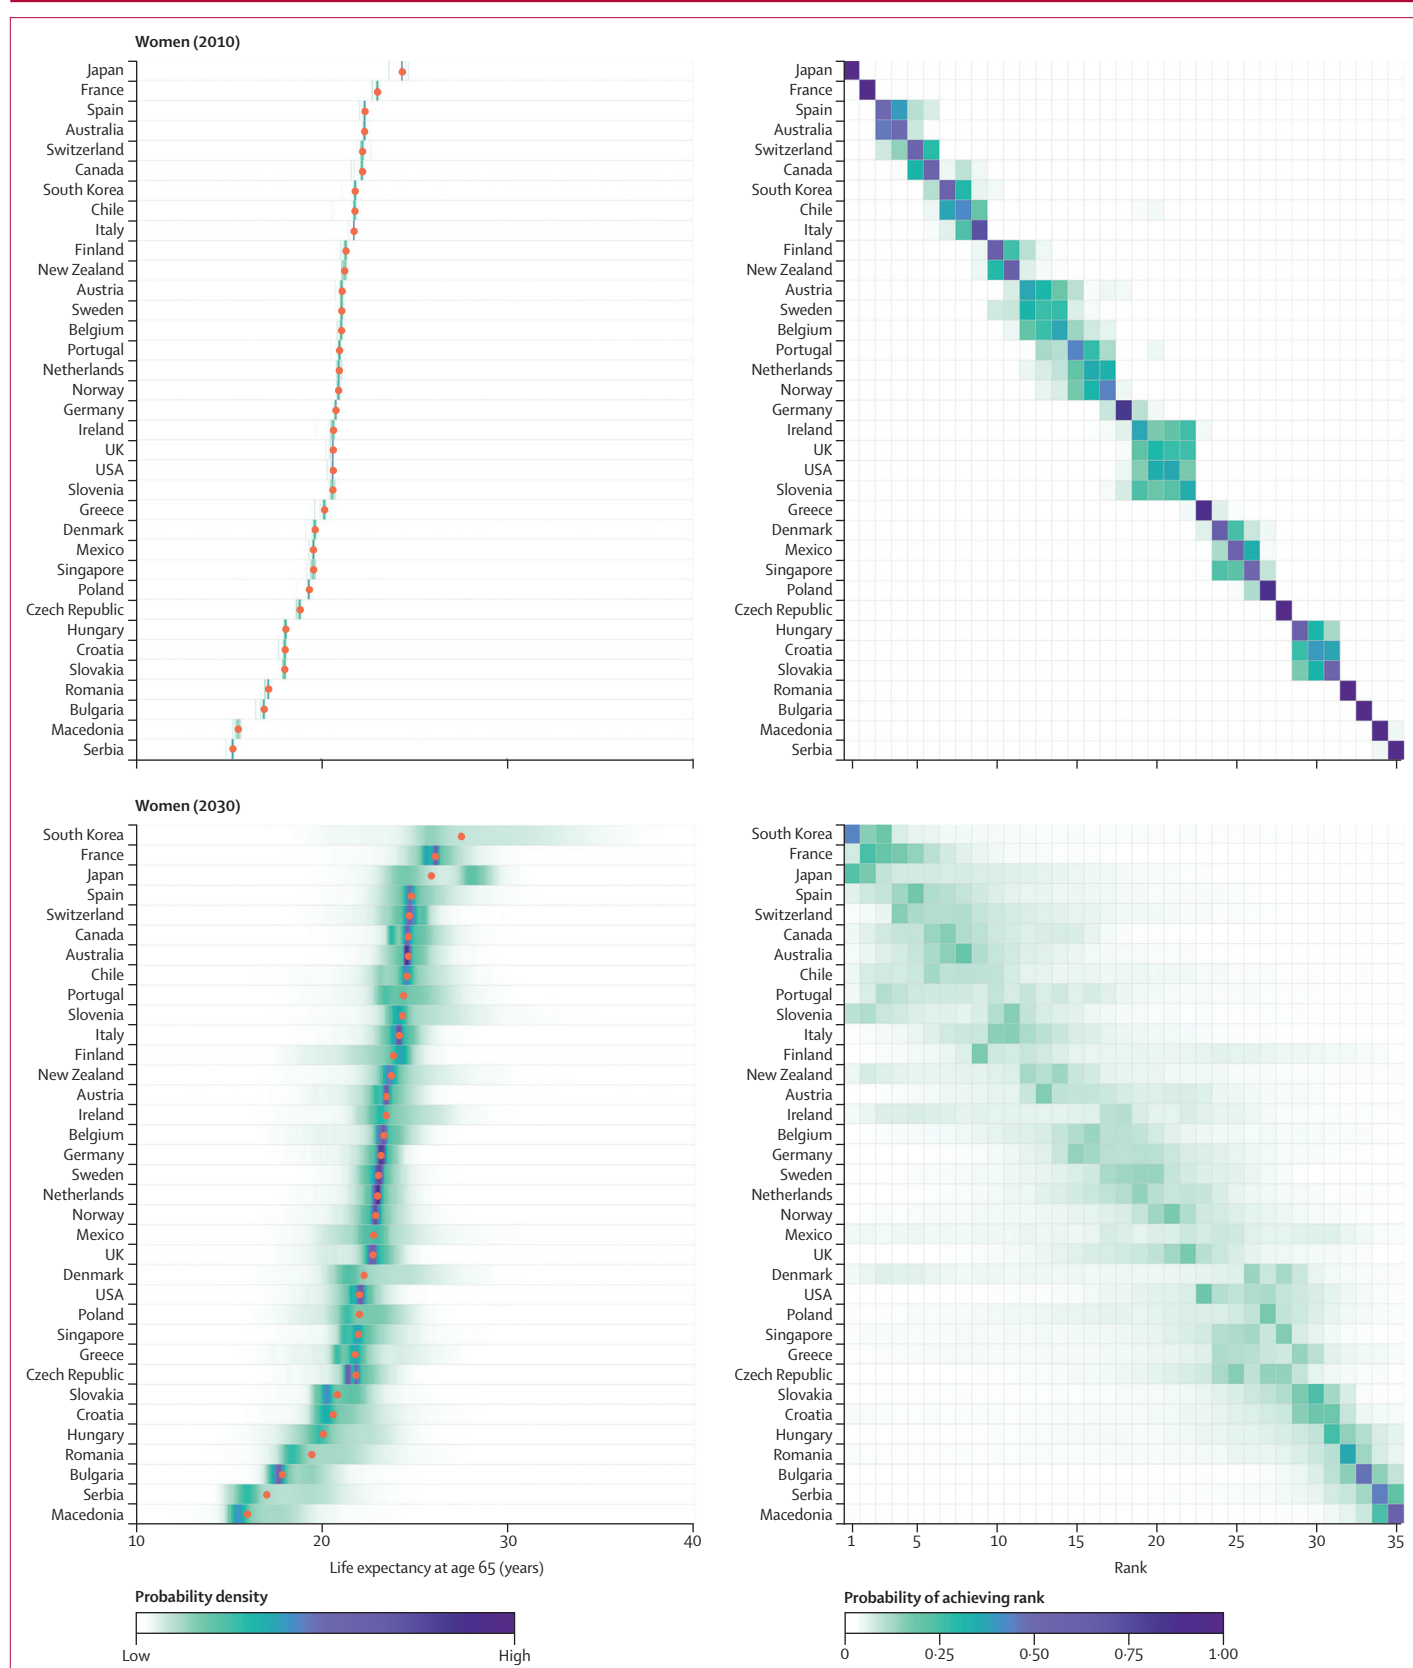 Women (2010)
Japan
France
Spain
Australia
Switzerland
Canada
South Korea
Chile
Italy
Finland
New Zealand
Austria
Sweden
Belgium
Portugal
Netherlands
Norway
Germany
Ireland
UK
USA
Slovenia
Greece
Denmark
Mexico
Singapore
Poland
Czech Republic
Hungary
Croatia
Slovakia
Romania
Bulgaria
Macedonia
Serbia
Japan
France
Spain
Australia
Switzerland
Canada
South Korea
Chile
Italy
Finland
New Zealand
Austria
Sweden
Belgium
Portugal
Netherlands
Norway
Germany
Ireland
UK
USA
Slovenia
Greece
Denmark
Mexico
Singapore
Poland
Czech Republic
Hungary
Croatia
Slovakia
Romania
Bulgaria
Macedonia
Serbia
Women (2030)
South Korea
France
Japan
Spain
Switzerland
Canada
Australia
Chile
Portugal
Slovenia
Italy
Finland
New Zealand
Austria
Ireland
Belgium
Germany
Sweden
Netherlands
Norway
Mexico
UK
Denmark
USA
Poland
Singapore
Greece
Czech Republic
Slovakia
Croatia
Hungary
Romania
Bulgaria
Serbia
Macedonia
10 20 30 40
Life expectancy at age 65 (years)
South Korea
France
Japan
Spain
Switzerland
Canada
Australia
Chile
Portugal
Slovenia
Italy
Finland
New Zealand
Austria
Ireland
Belgium
Germany
Sweden
Netherlands
Norway
Mexico
UK
Denmark
USA
Poland
Singapore
Greece
Czech Republic
Slovakia
Croatia
Hungary
Romania
Bulgaria
Serbia
Macedonia
1 5 10 15 20 25 30 35
Rank
Probability density
Low High
Probability of achieving rank
0 0·25 0·50 0·75 1·00